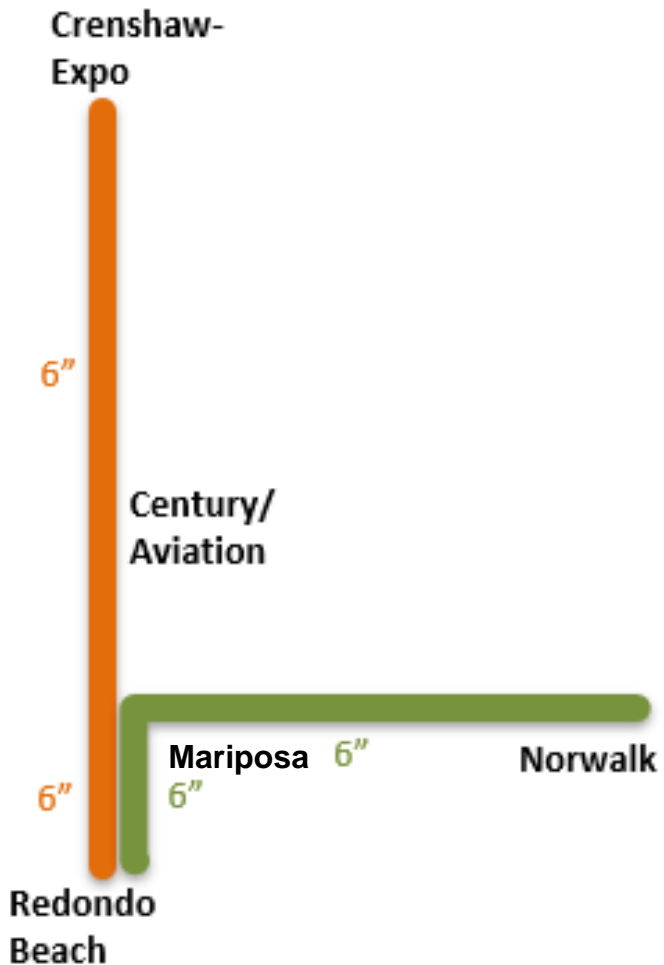 Crenshaw-
Expo
6”
Century/
Aviation
Mariposa 6” Norwalk
6” 6”
Redondo
Beach